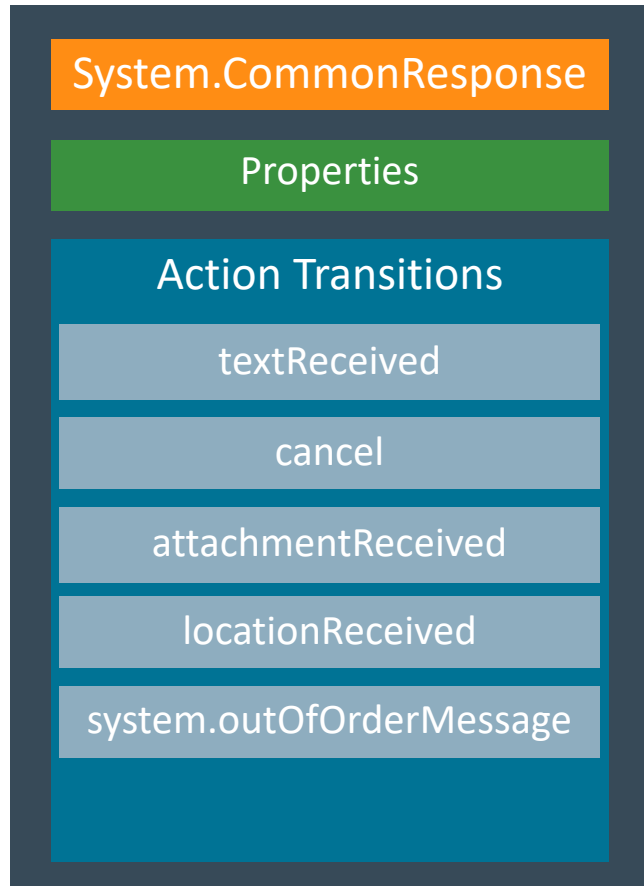 System.CommonResponse
Properties
Action Transitions
textReceived
cancel
attachmentReceived
locationReceived
system.outOfOrderMessage